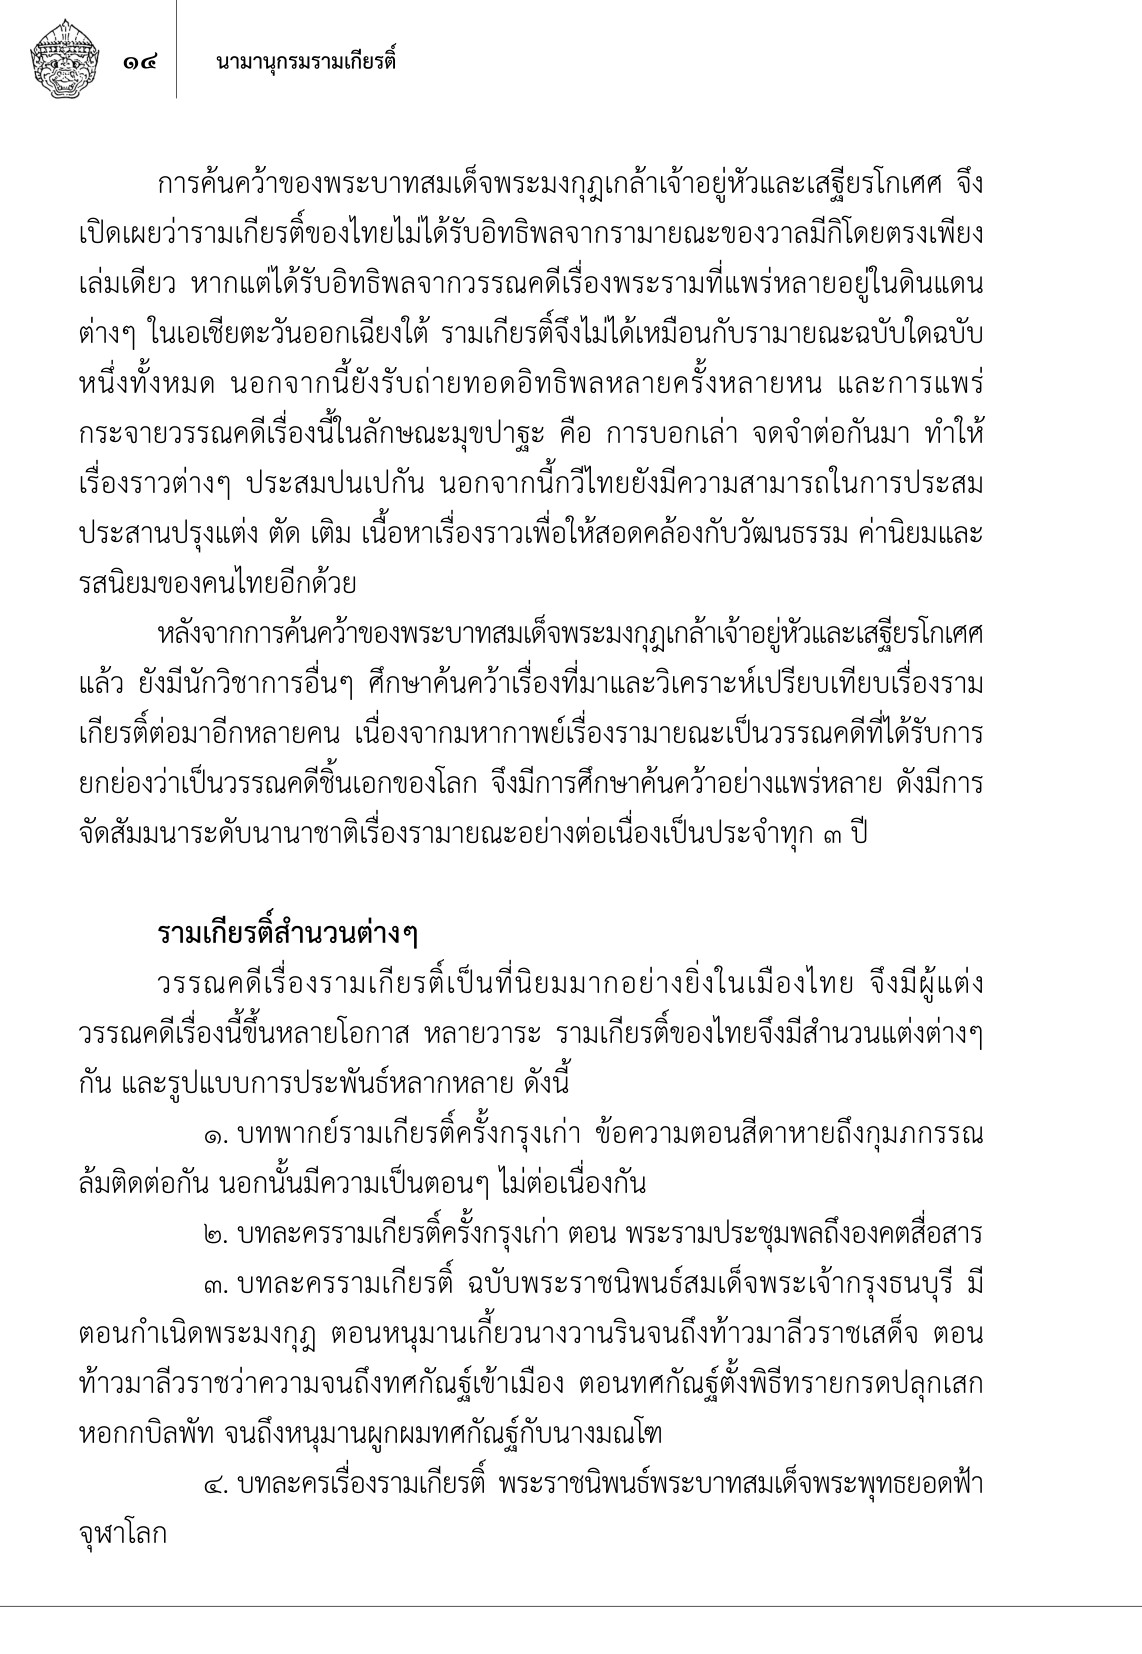 ๑๔
นามานุกรมรามเกียรติ์
การค้นคว้าของพระบาทสมเด็จพระมงกุฎเกล้าเจ้าอยู่หัวและเสฐียรโกเศศ จึง
เปิดเผยว่ารามเกียรติ์ของไทยไม่ได้รับอิทธิพลจากรามายณะของวาลมีกิโดยตรงเพียง
เล่มเดียว หากแต่ได้รับอิทธิพลจากวรรณคดีเรื่องพระรามที่แพร่หลายอยู่ในดินแดน
ต่างๆ ในเอเชียตะวันออกเฉียงใต้ รามเกียรติ์จึงไม่ได้เหมือนกับรามายณะฉบับใดฉบับ
หนึ่งทั้งหมด นอกจากนี้ยังรับถ่ายทอดอิทธิพลหลายครั้งหลายหน และการแพร่
กระจายวรรณคดีเรื่องนี้ในลักษณะมุขปาฐะ คือ การบอกเล่า จดจำต่อกันมา ทำให้
เรื่องราวต่างๆ ประสมปนเปกัน นอกจากนี้กวีไทยยังมีความสามารถในการประสม
ประสานปรุงแต่ง ตัด เติม เนื้อหาเรื่องราวเพื่อให้สอดคล้องกับวัฒนธรรม ค่านิยมและ
รสนิยมของคนไทยอีกด้วย
หลังจากการค้นคว้าของพระบาทสมเด็จพระมงกุฎเกล้าเจ้าอยู่หัวและเสฐียรโกเศศ
แล้ว ยังมีนักวิชาการอื่นๆ ศึกษาค้นคว้าเรื่องที่มาและวิเคราะห์เปรียบเทียบเรื่องราม
เกียรติ์ต่อมาอีกหลายคน เนื่องจากมหากาพย์เรื่องรามายณะเป็นวรรณคดีที่ได้รับการ
ยกย่องว่าเป็นวรรณคดีชิ้นเอกของโลก จึงมีการศึกษาค้นคว้าอย่างแพร่หลาย ดังมีการ
จัดสัมมนาระดับนานาชาติเรื่องรามายณะอย่างต่อเนื่องเป็นประจำทุก ๓ ปี
รามเกียรติ์สำนวนต่างๆ
วรรณคดีเรื่องรามเกียรติ์เป็นที่นิยมมากอย่างยิ่งในเมืองไทย จึงมีผู้แต่ง
วรรณคดีเรื่องนี้ขึ้นหลายโอกาส หลายวาระ รามเกียรติ์ของไทยจึงมีสำนวนแต่งต่างๆ
กัน และรูปแบบการประพันธ์หลากหลาย ดังนี้
๑. บทพากย์รามเกียรติ์ครั้งกรุงเก่า ข้อความตอนสีดาหายถึงกุมภกรรณ
ล้มติดต่อกัน นอกนั้นมีความเป็นตอนๆ ไม่ต่อเนื่องกัน
๒. บทละครรามเกียรติ์ครั้งกรุงเก่า ตอน พระรามประชุมพลถึงองคตสื่อสาร
๓. บทละครรามเกียรติ์ ฉบับพระราชนิพนธ์สมเด็จพระเจ้ากรุงธนบุรี มี
ตอนกำเนิดพระมงกุฎ ตอนหนุมานเกี้ยวนางวานรินจนถึงท้าวมาลีวราชเสด็จ ตอน
ท้าวมาลีวราชว่าความจนถึงทศกัณฐ์เข้าเมือง ตอนทศกัณฐ์ตั้งพิธีทรายกรดปลุกเสก
หอกกบิลพัท จนถึงหนุมานผูกผมทศกัณฐ์กับนางมณโฑ
๔. บทละครเรื่องรามเกียรติ์ พระราชนิพนธ์พระบาทสมเด็จพระพุทธยอดฟ้า
จุฬาโลก